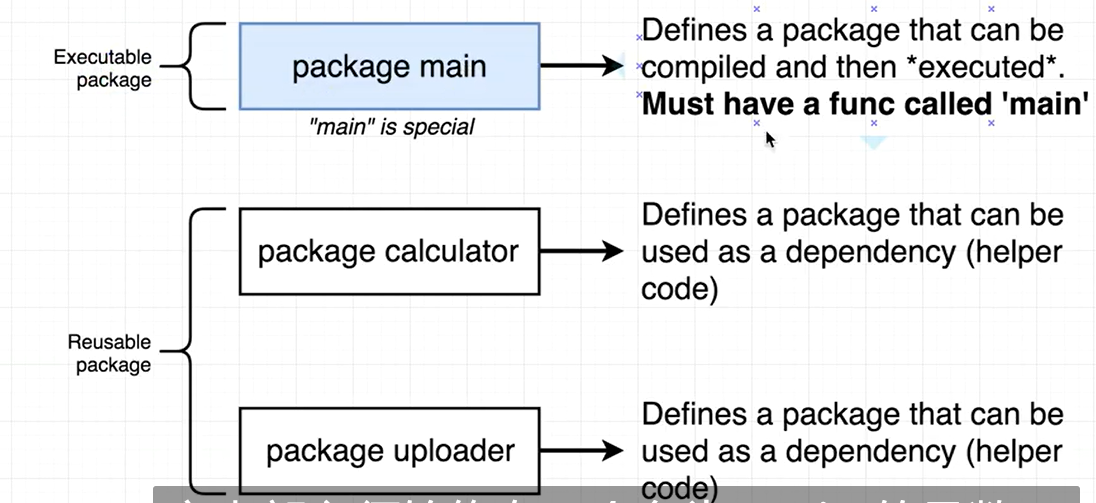 Executable
package
package main
"main" is special
Defines a package that can be
compiled and then *executed*.
Must have a func called 'main'
Reusable
package
package calculator
Defines a package that can be
used as a dependency (helper
code)
package uploader
Defines a package that can be
used as a dependency (helper
code)